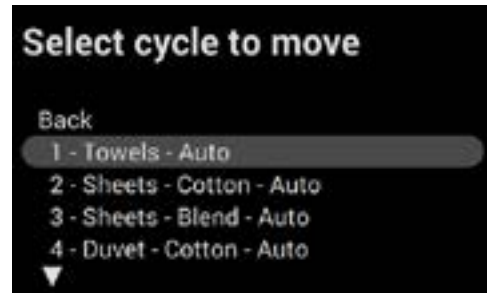 Select cycle to move
Back
1 - Towels - Auto
2 - Sheets - Cotton - Auto
3 - Sheets - Blend - Auto
4 - Duvet - Cotton - Auto